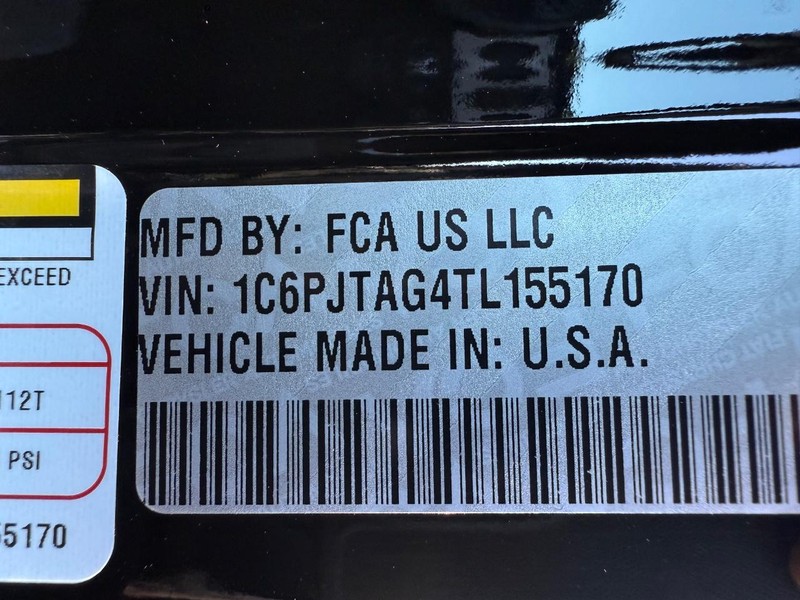 MFD BY: FCA US LLC
VIN: 1C6PJTAG4TL155170
VEHICLE MADE IN: U.S.A.
EXCEED
112T
PSI
55170